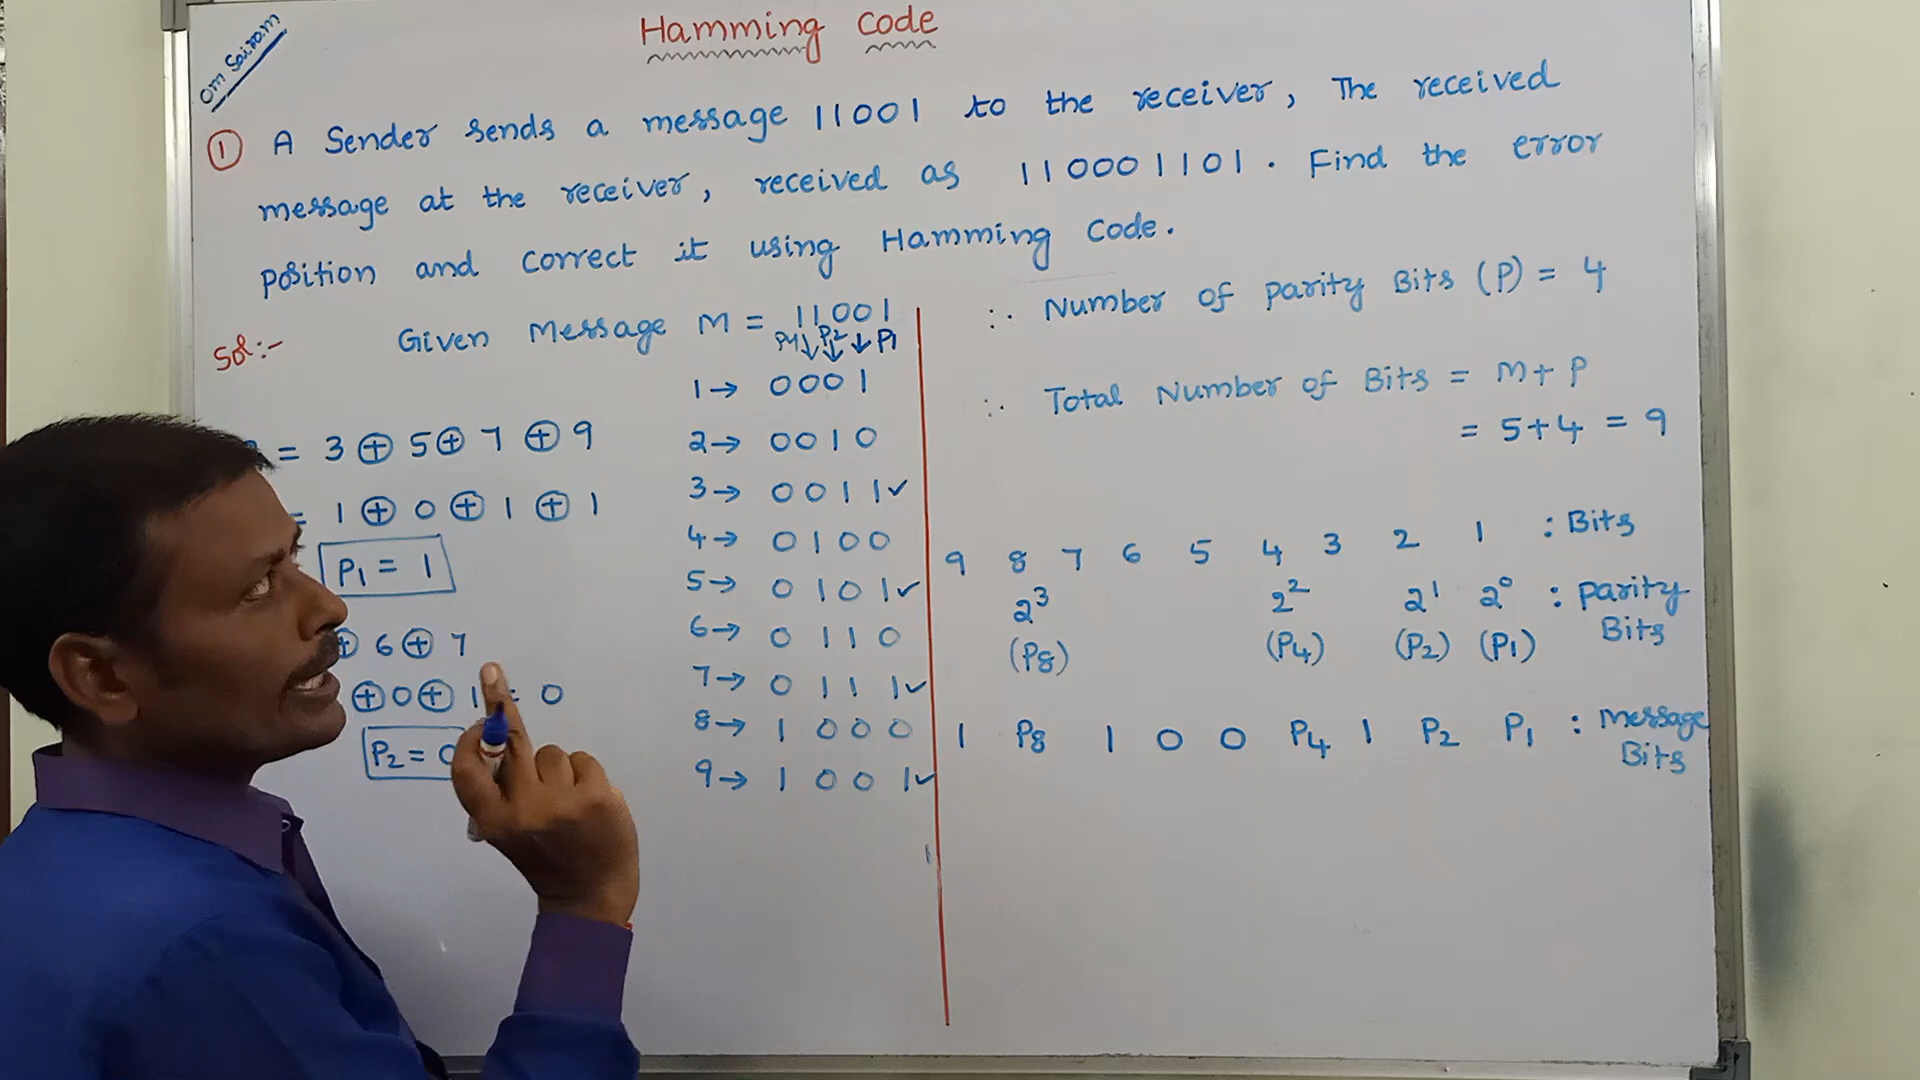 Om Sairam
Hamming Code
① A Sender sends a message 11001 to the receiver, The received
message at the receiver, received as 110001101. Find the error
position and correct it using Hamming Code.
Sol:- Given Message M = 11001
P4↓ P2↓ ↓ P1
1→ 0001
2→ 0010
3→ 0011✓
4→ 0100
5→ 0101✓
6→ 0110
7→ 0111✓
8→ 1000
9→ 1001✓
= 3 ⊕ 5 ⊕ 7 ⊕ 9
= 1 ⊕ 0 ⊕ 1 ⊕ 1
P1 = 1
⊕ 6 ⊕ 7
⊕ 0 ⊕ 1 = 0
P2 = 0
∴ Number of parity Bits (P) = 4
∴ Total Number of Bits = M + P
= 5+4 = 9
9 8 7 6 5 4 3 2 1 : Bits
2³ 2² 2¹ 2⁰ : parity
(P8) (P4) (P2) (P1) Bits
1 P8 1 0 0 P4 1 P2 P1 : Message
Bits